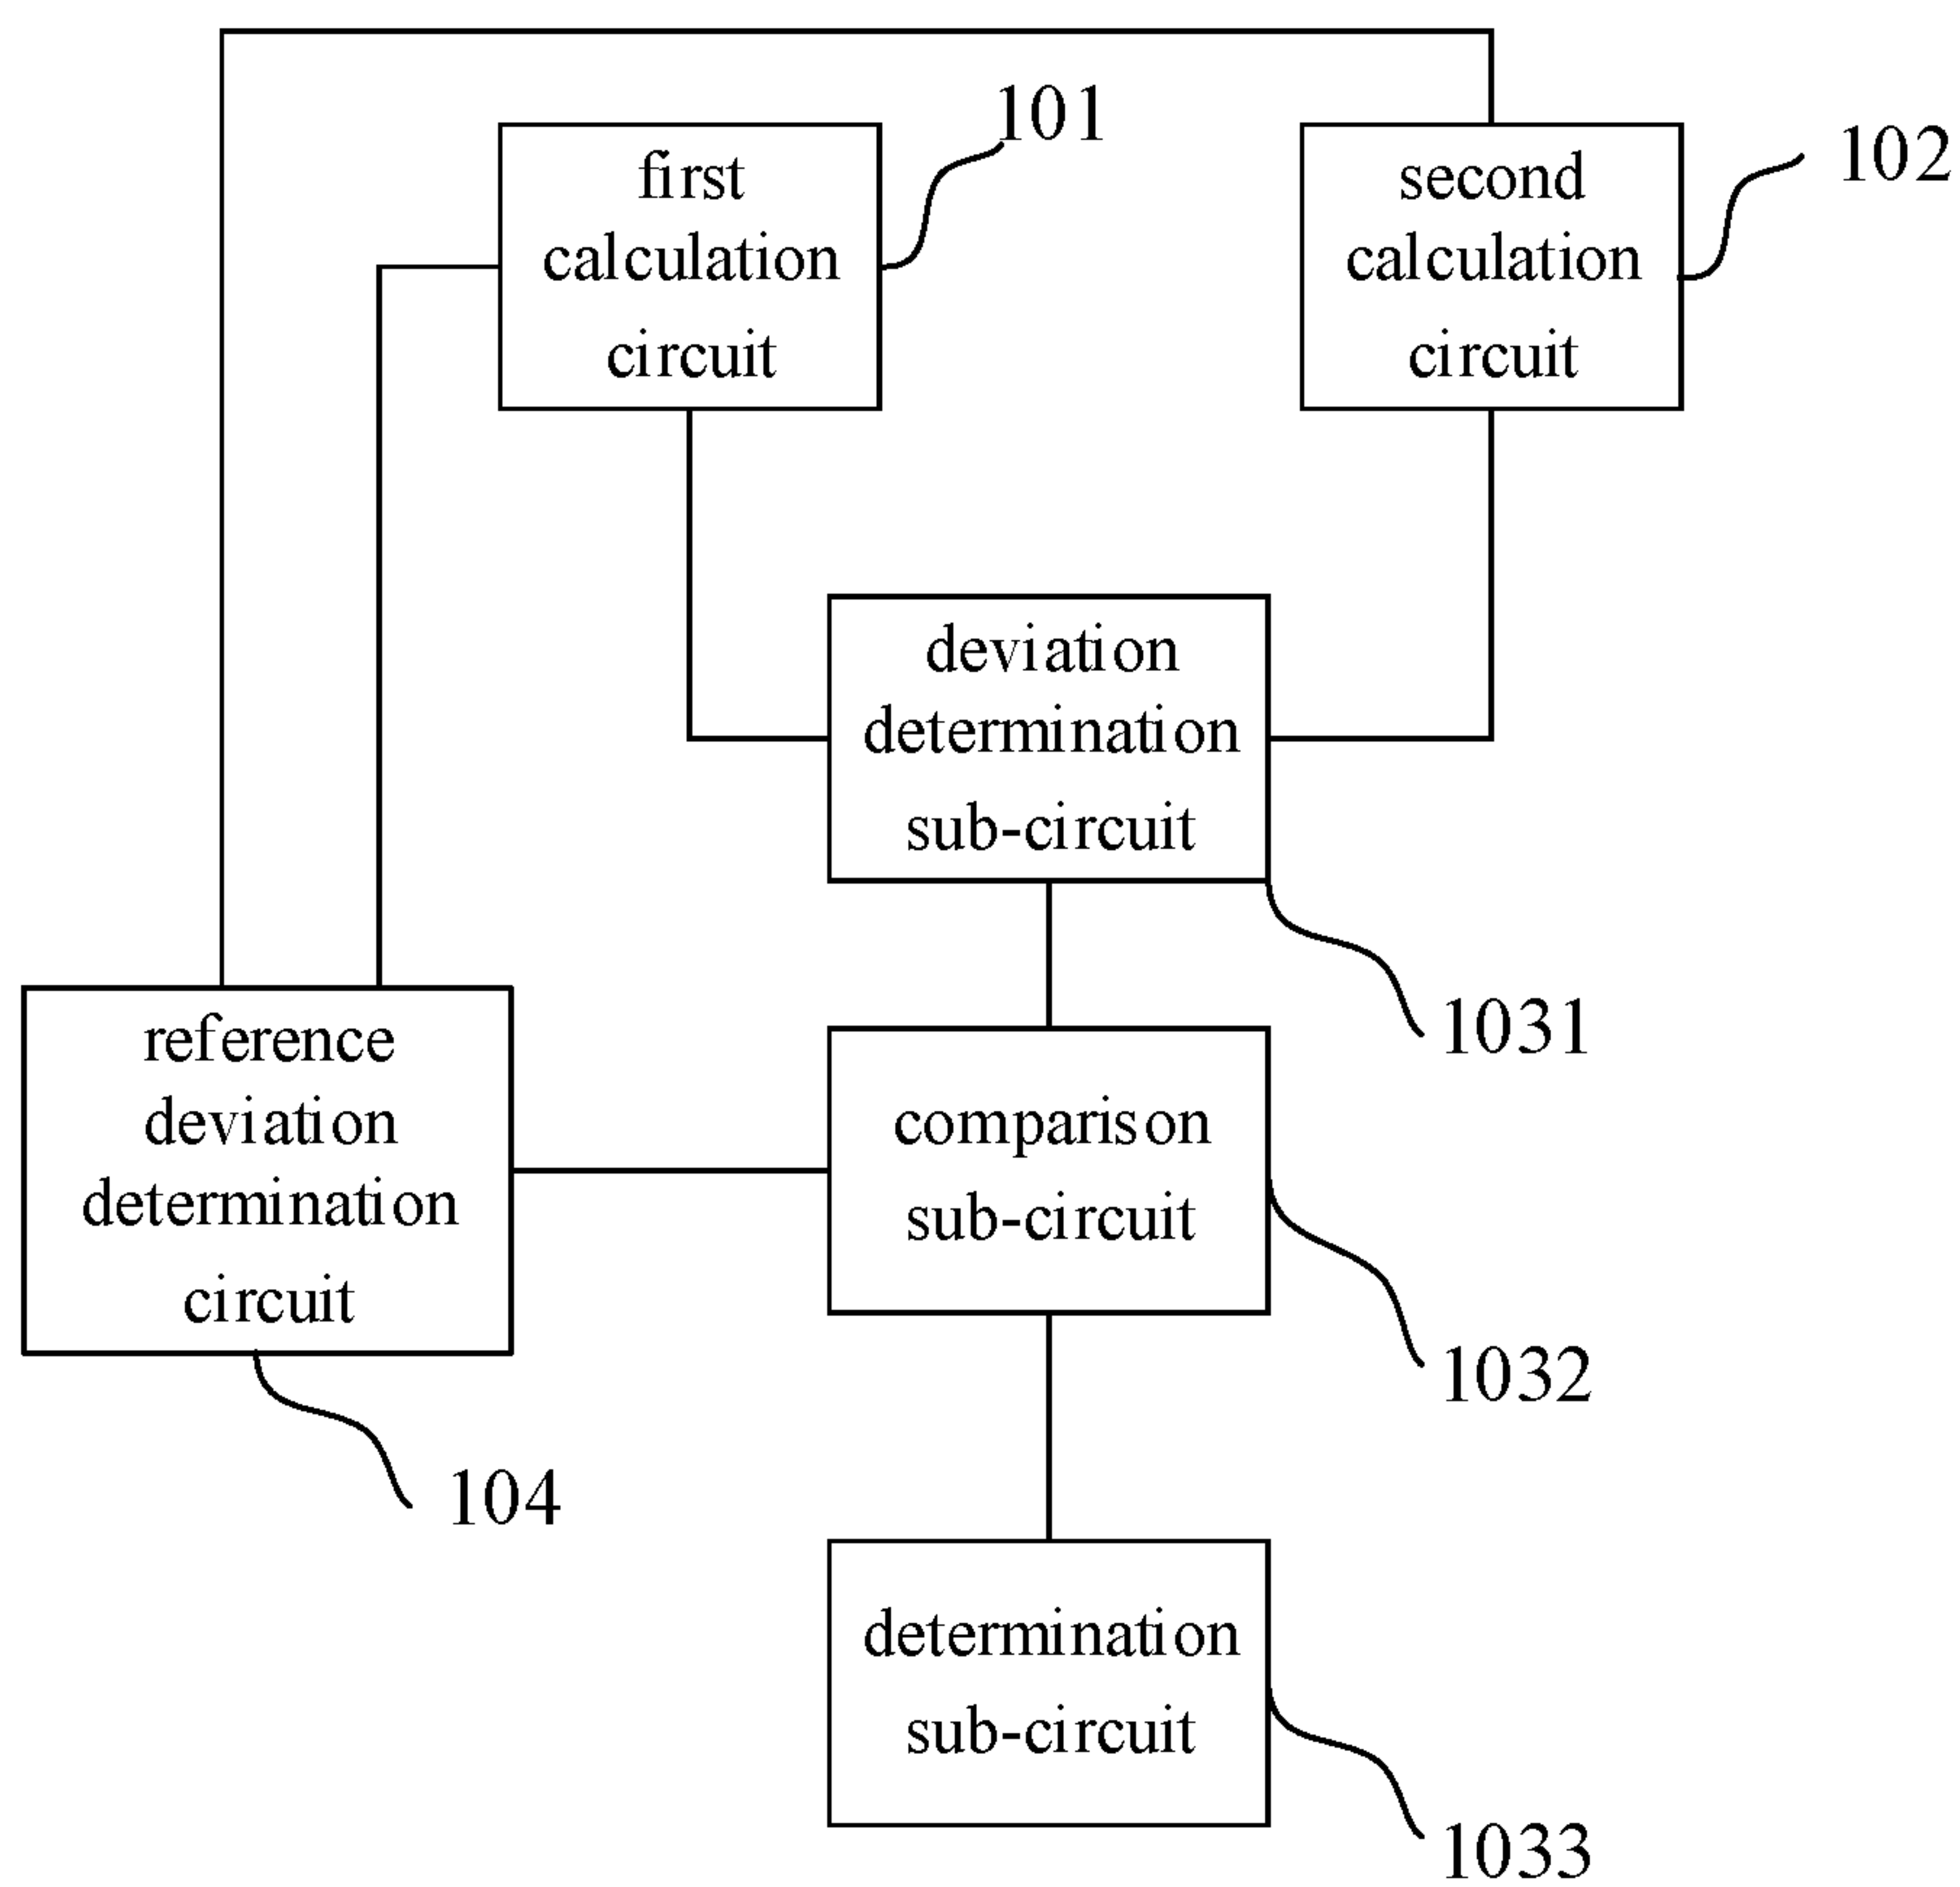 101
first
calculation
circuit
second
calculation
circuit
102
deviation
determination
sub-circuit
1031
reference
deviation
determination
circuit
comparison
sub-circuit
1032
104
determination
sub-circuit
1033